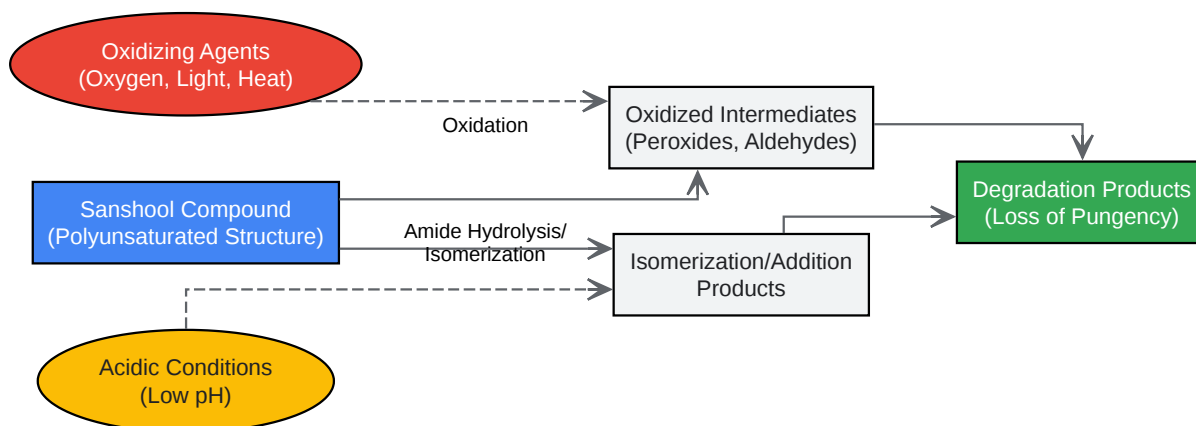 Oxidizing Agents
(Oxygen, Light, Heat)
Oxidation
Oxidized Intermediates
(Peroxides, Aldehydes)
Sanshool Compound
(Polyunsaturated Structure)
Amide Hydrolysis/
Isomerization
Isomerization/Addition
Products
Degradation Products
(Loss of Pungency)
Acidic Conditions
(Low pH)